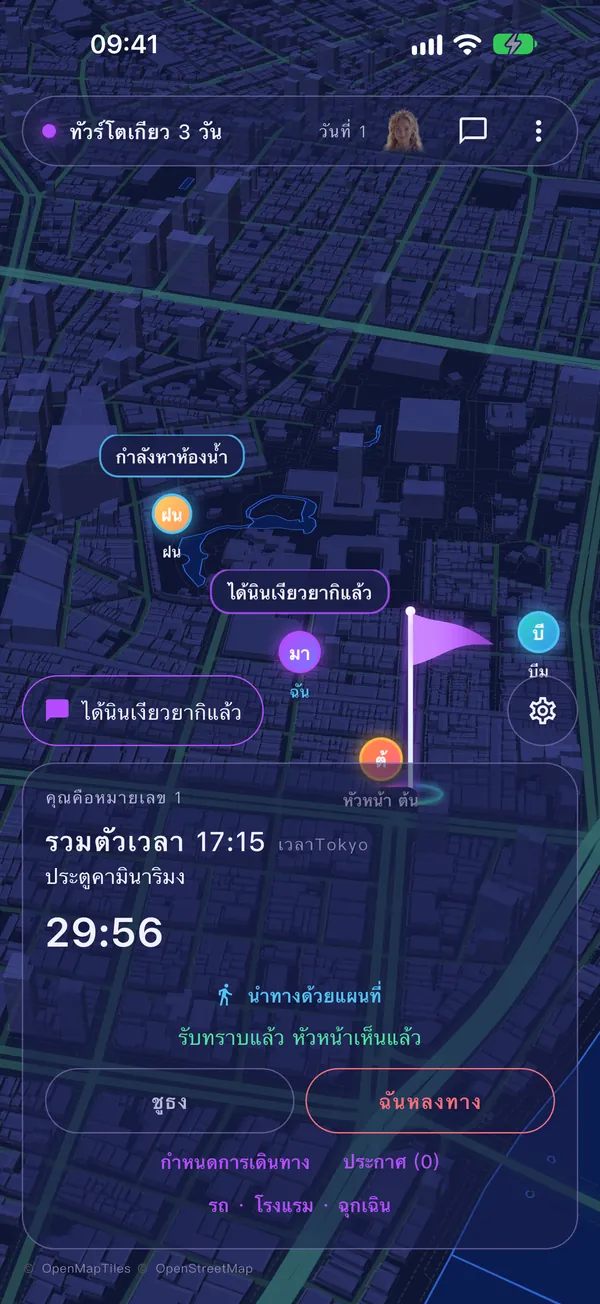 09:41
ทัวร์โตเกียว 3 วัน
วันที่ 1
กำลังหาห้องน้ำ
ฝน
ฝน
ได้นินเงียวยากิแล้ว
มา
ฉัน
บี
บีม
ได้นินเงียวยากิแล้ว
ต้
หัวหน้า ต้น
คุณคือหมายเลข 1
รวมตัวเวลา 17:15 เวลาTokyo
ประตูคามินาริมง
29:56
นำทางด้วยแผนที่
รับทราบแล้ว หัวหน้าเห็นแล้ว
ชูธง
ฉันหลงทาง
กำหนดการเดินทาง ประกาศ (0)
รถ · โรงแรม · ฉุกเฉิน
© OpenMapTiles © OpenStreetMap